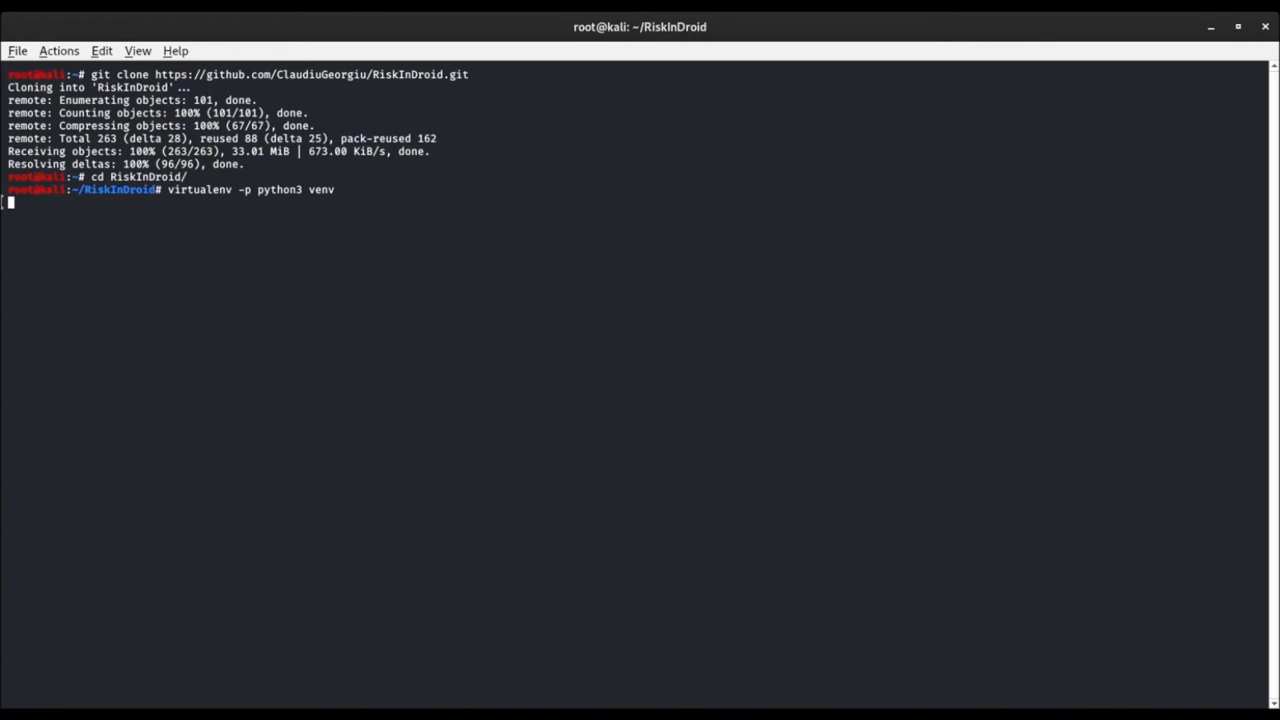 root@kali: ~/RiskInDroid
File Actions Edit View Help
root@kali:~# git clone https://github.com/ClaudiuGeorgiu/RiskInDroid.git
Cloning into 'RiskInDroid'...
remote: Enumerating objects: 101, done.
remote: Counting objects: 100% (101/101), done.
remote: Compressing objects: 100% (67/67), done.
remote: Total 263 (delta 28), reused 88 (delta 25), pack-reused 162
Receiving objects: 100% (263/263), 33.01 MiB | 673.00 KiB/s, done.
Resolving deltas: 100% (96/96), done.
root@kali:~# cd RiskInDroid/
root@kali:~/RiskInDroid# virtualenv -p python3 venv